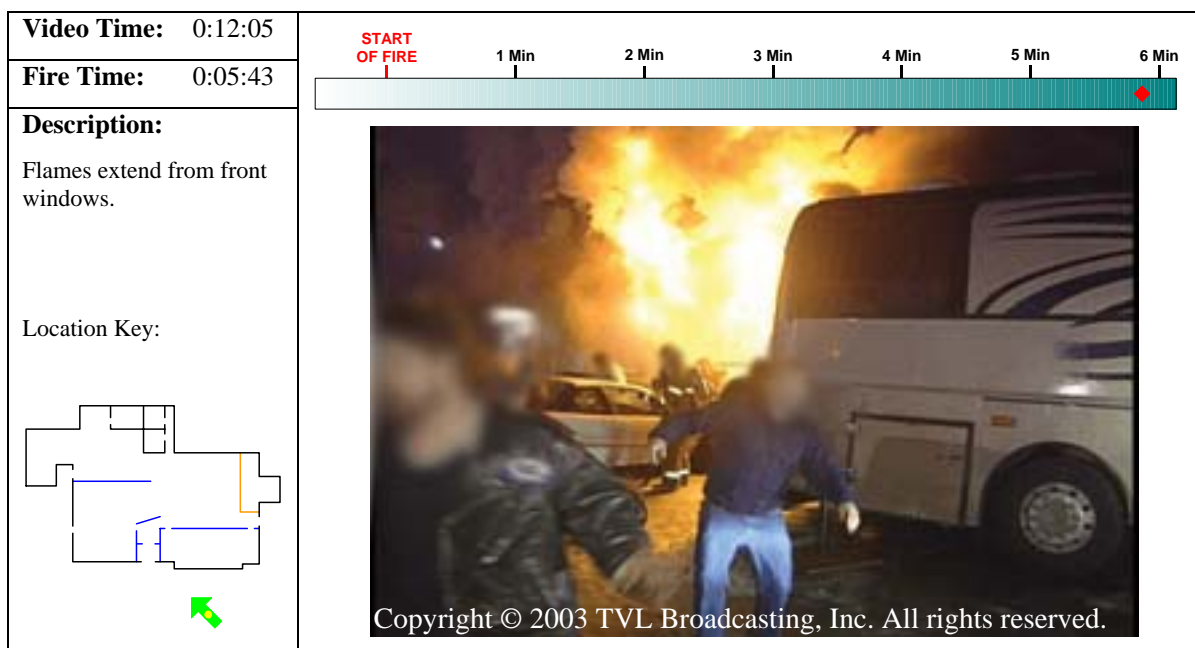 Video Time: 0:12:05
Fire Time: 0:05:43
Description:
Flames extend from front
windows.
Location Key:
START
OF FIRE
1 Min 2 Min 3 Min 4 Min 5 Min 6 Min
Copyright © 2003 TVL Broadcasting, Inc. All rights reserved.